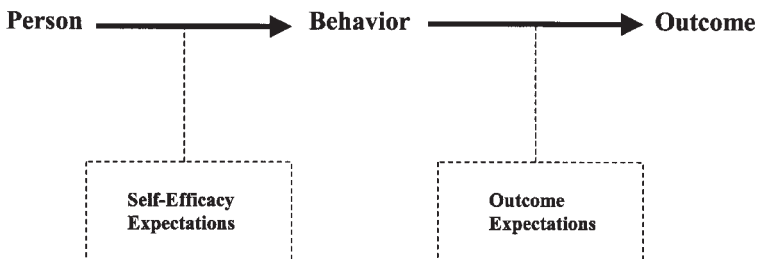 Person Behavior Outcome
Self-Efficacy
Expectations
Outcome
Expectations